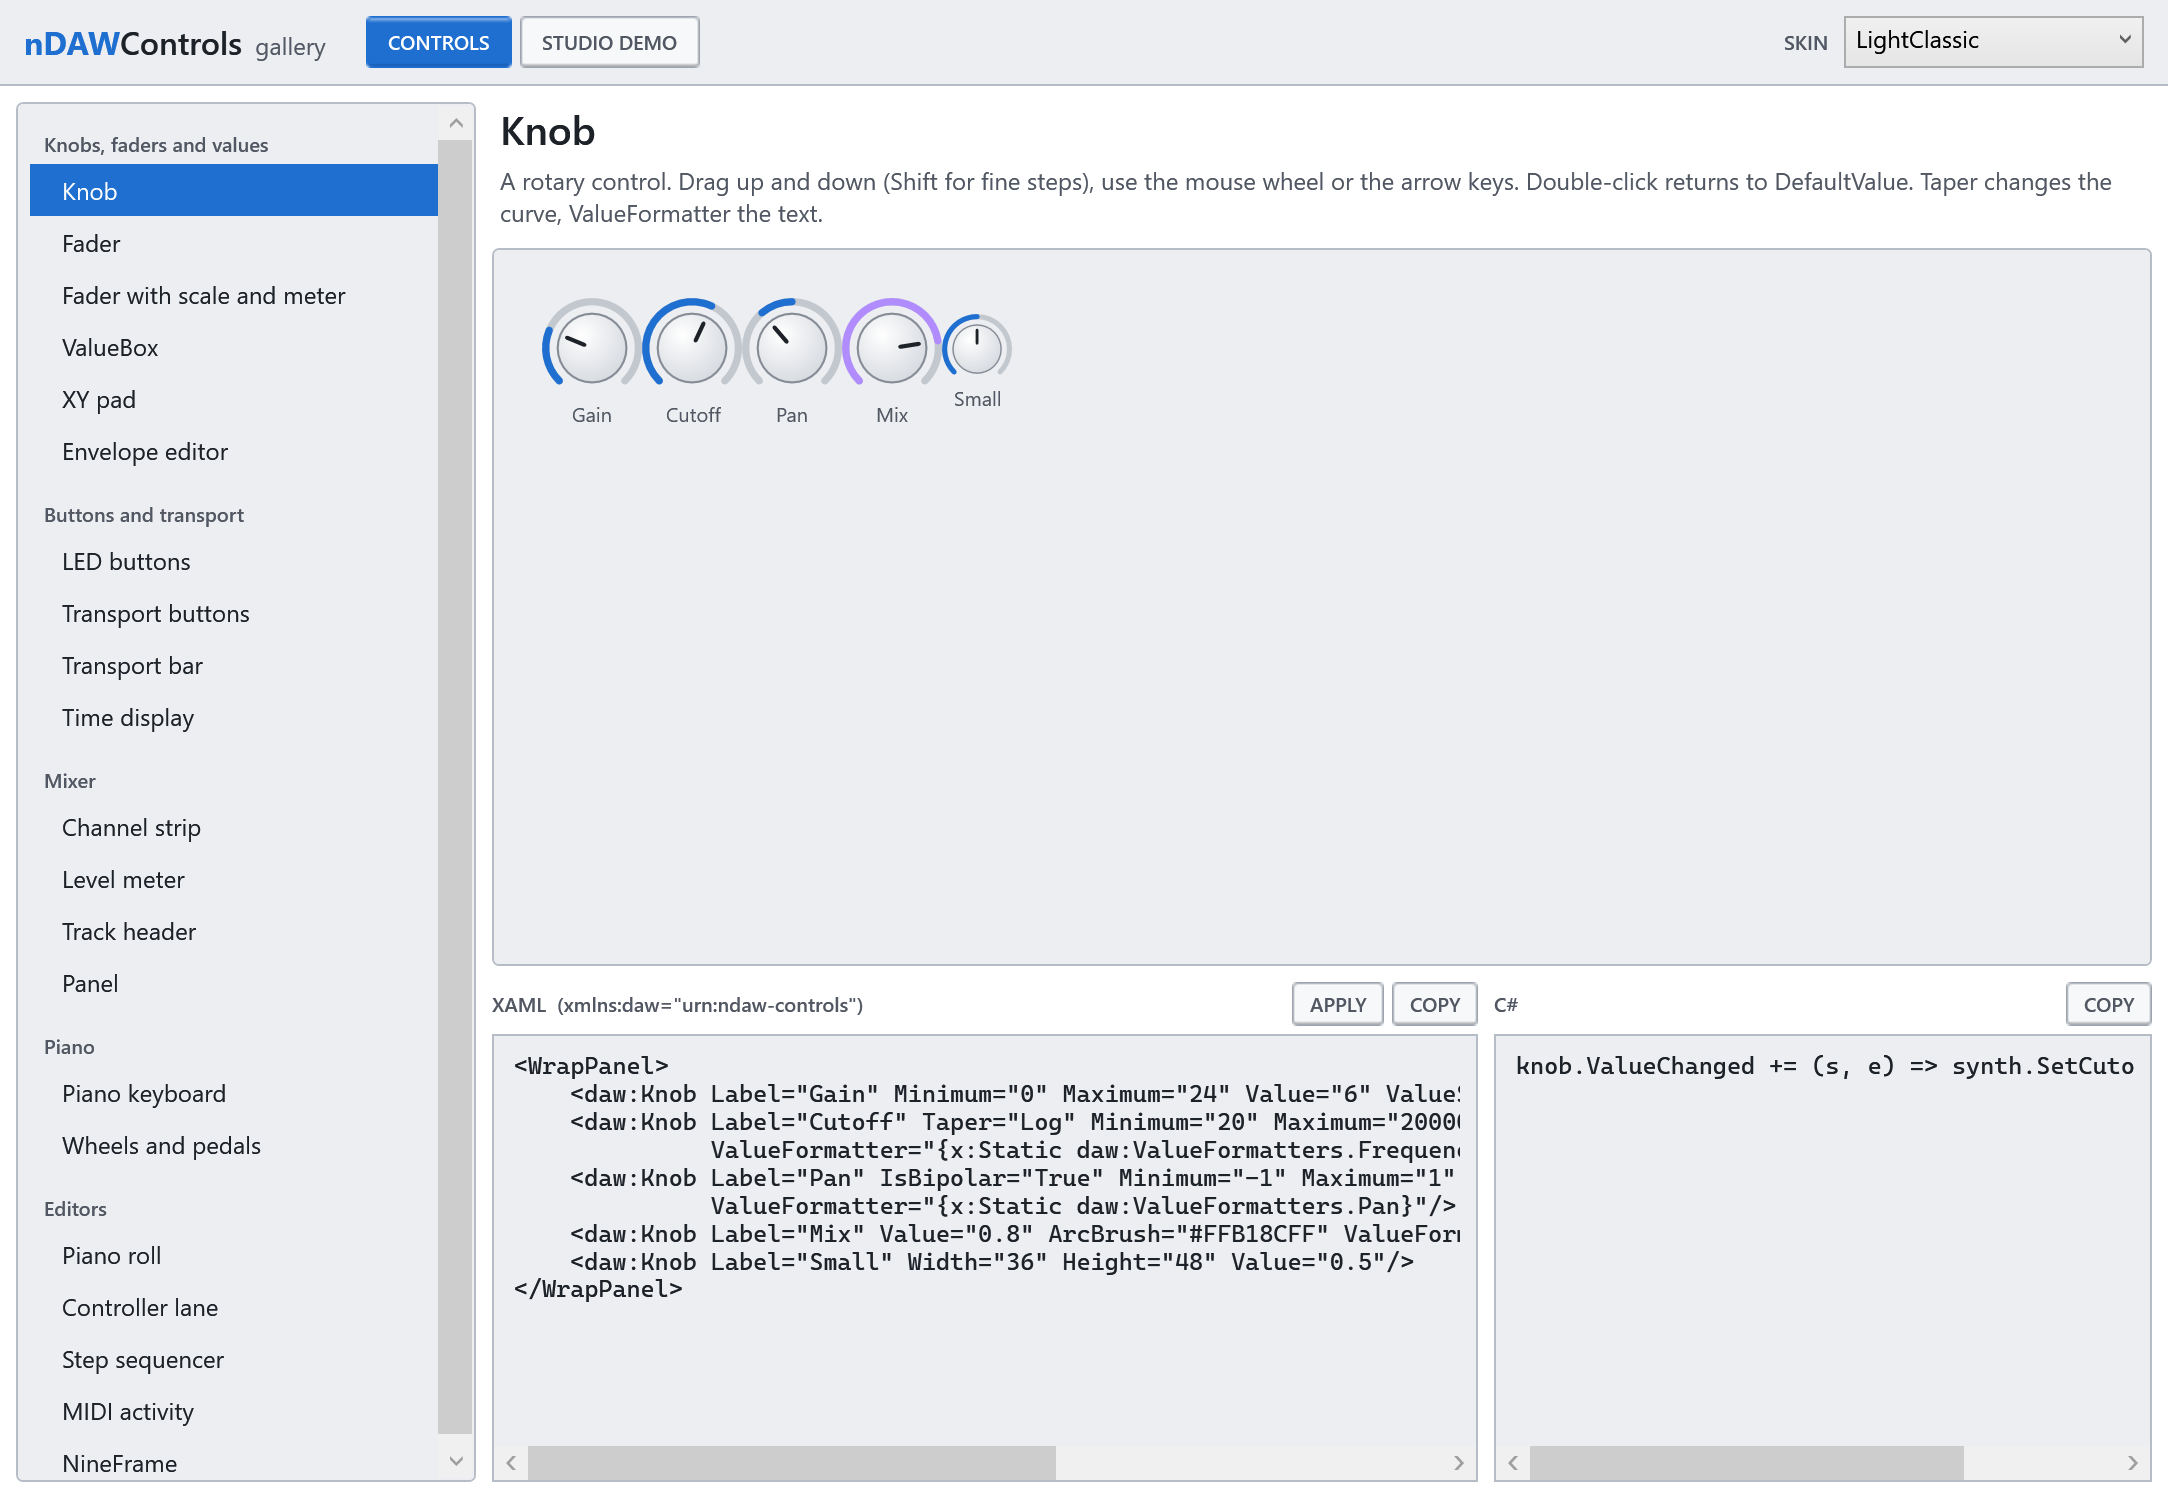 nDAWControls gallery
CONTROLS
STUDIO DEMO
SKIN
LightClassic
Knobs, faders and values
Knob
Fader
Fader with scale and meter
ValueBox
XY pad
Envelope editor
Buttons and transport
LED buttons
Transport buttons
Transport bar
Time display
Mixer
Channel strip
Level meter
Track header
Panel
Piano
Piano keyboard
Wheels and pedals
Editors
Piano roll
Controller lane
Step sequencer
MIDI activity
NineFrame
Knob
A rotary control. Drag up and down (Shift for fine steps), use the mouse wheel or the arrow keys. Double-click returns to DefaultValue. Taper changes the
curve, ValueFormatter the text.
Gain
Cutoff
Pan
Mix
Small
XAML (xmlns:daw="urn:ndaw-controls")
APPLY
COPY
<WrapPanel>
    <daw:Knob Label="Gain" Minimum="0" Maximum="24" Value="6" Value
    <daw:Knob Label="Cutoff" Taper="Log" Minimum="20" Maximum="20000
              ValueFormatter="{x:Static daw:ValueFormatters.Frequenc
    <daw:Knob Label="Pan" IsBipolar="True" Minimum="-1" Maximum="1"
              ValueFormatter="{x:Static daw:ValueFormatters.Pan}"/>
    <daw:Knob Label="Mix" Value="0.8" ArcBrush="#FFB18CFF" ValueFor
    <daw:Knob Label="Small" Width="36" Height="48" Value="0.5"/>
</WrapPanel>
C#
COPY
knob.ValueChanged += (s, e) => synth.SetCuto